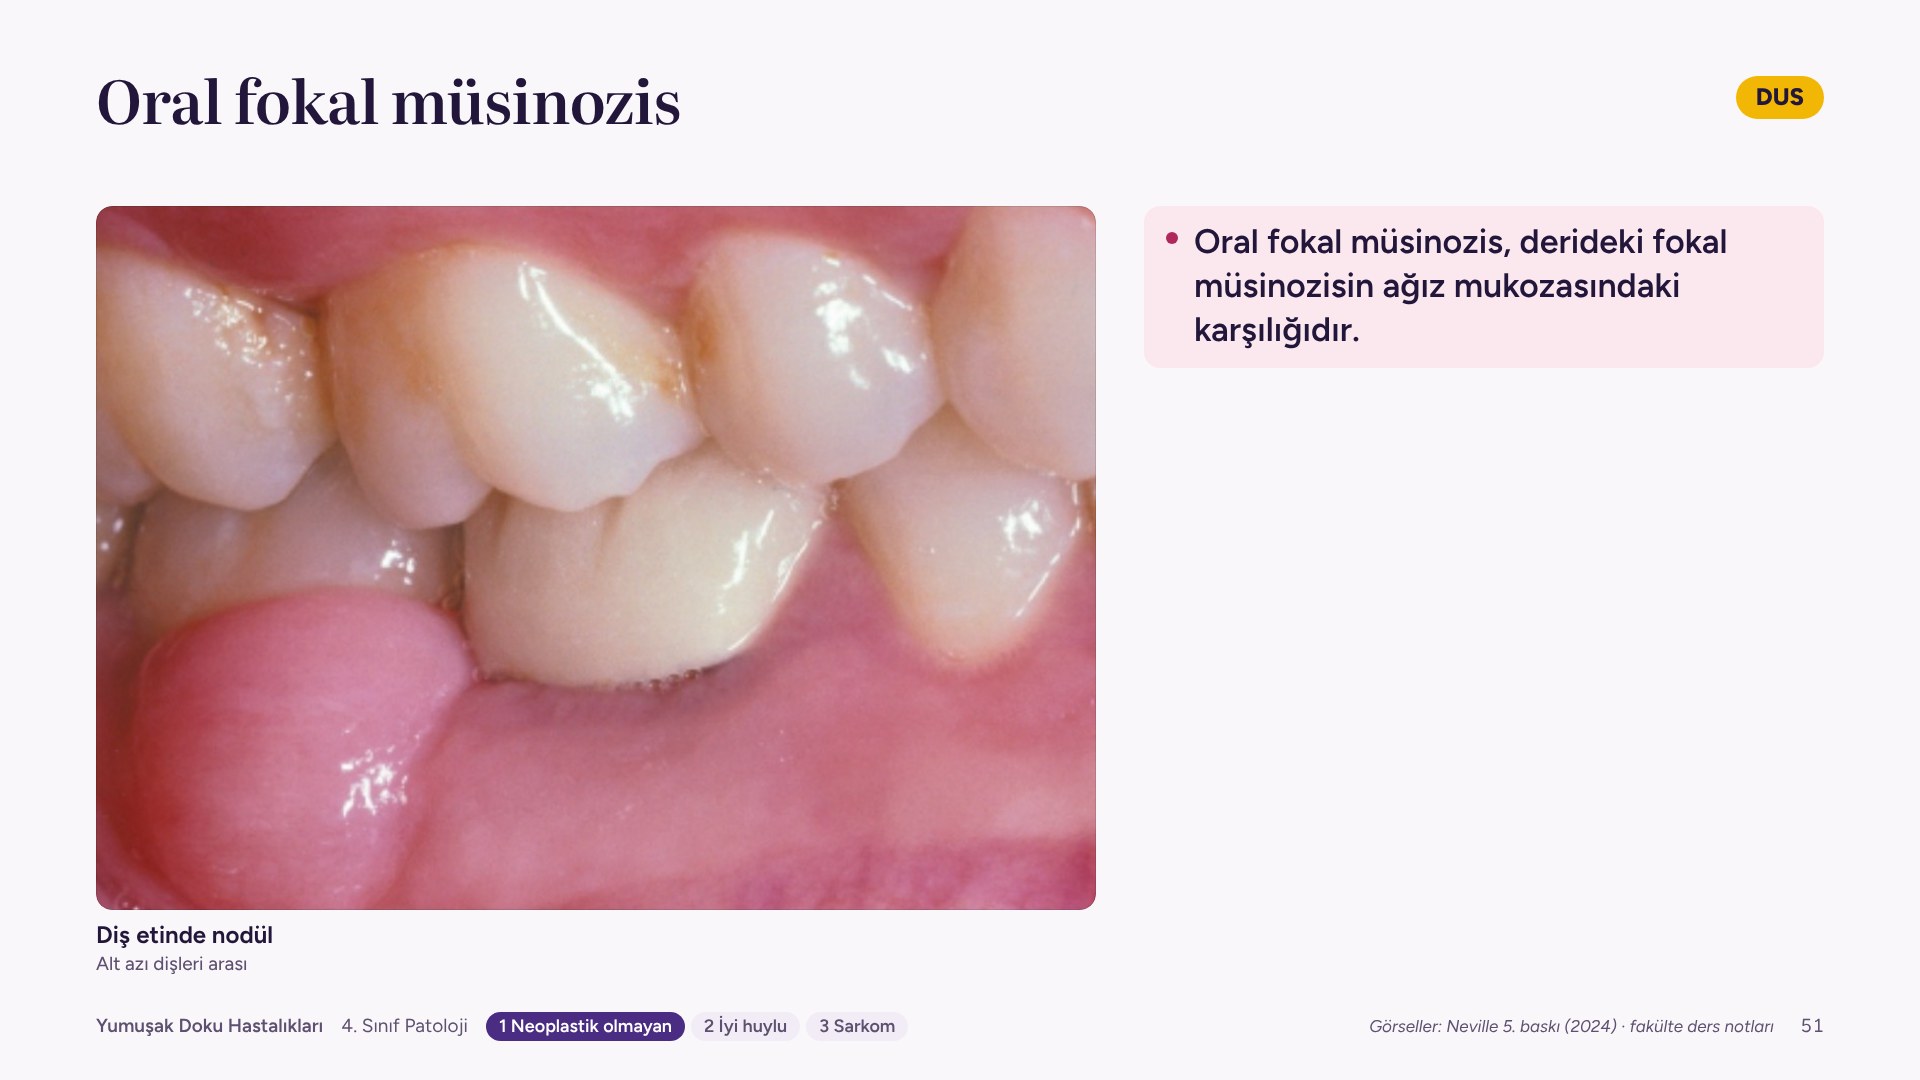 Oral fokal müsinozis
DUS
Oral fokal müsinozis, derideki fokal
müsinozisin ağız mukozasındaki
karşılığıdır.
Diş etinde nodül
Alt azı dişleri arası
Yumuşak Doku Hastalıkları 4. Sınıf Patoloji 1 Neoplastik olmayan 2 İyi huylu 3 Sarkom
Görseller: Neville 5. baskı (2024) · fakülte ders notları 51